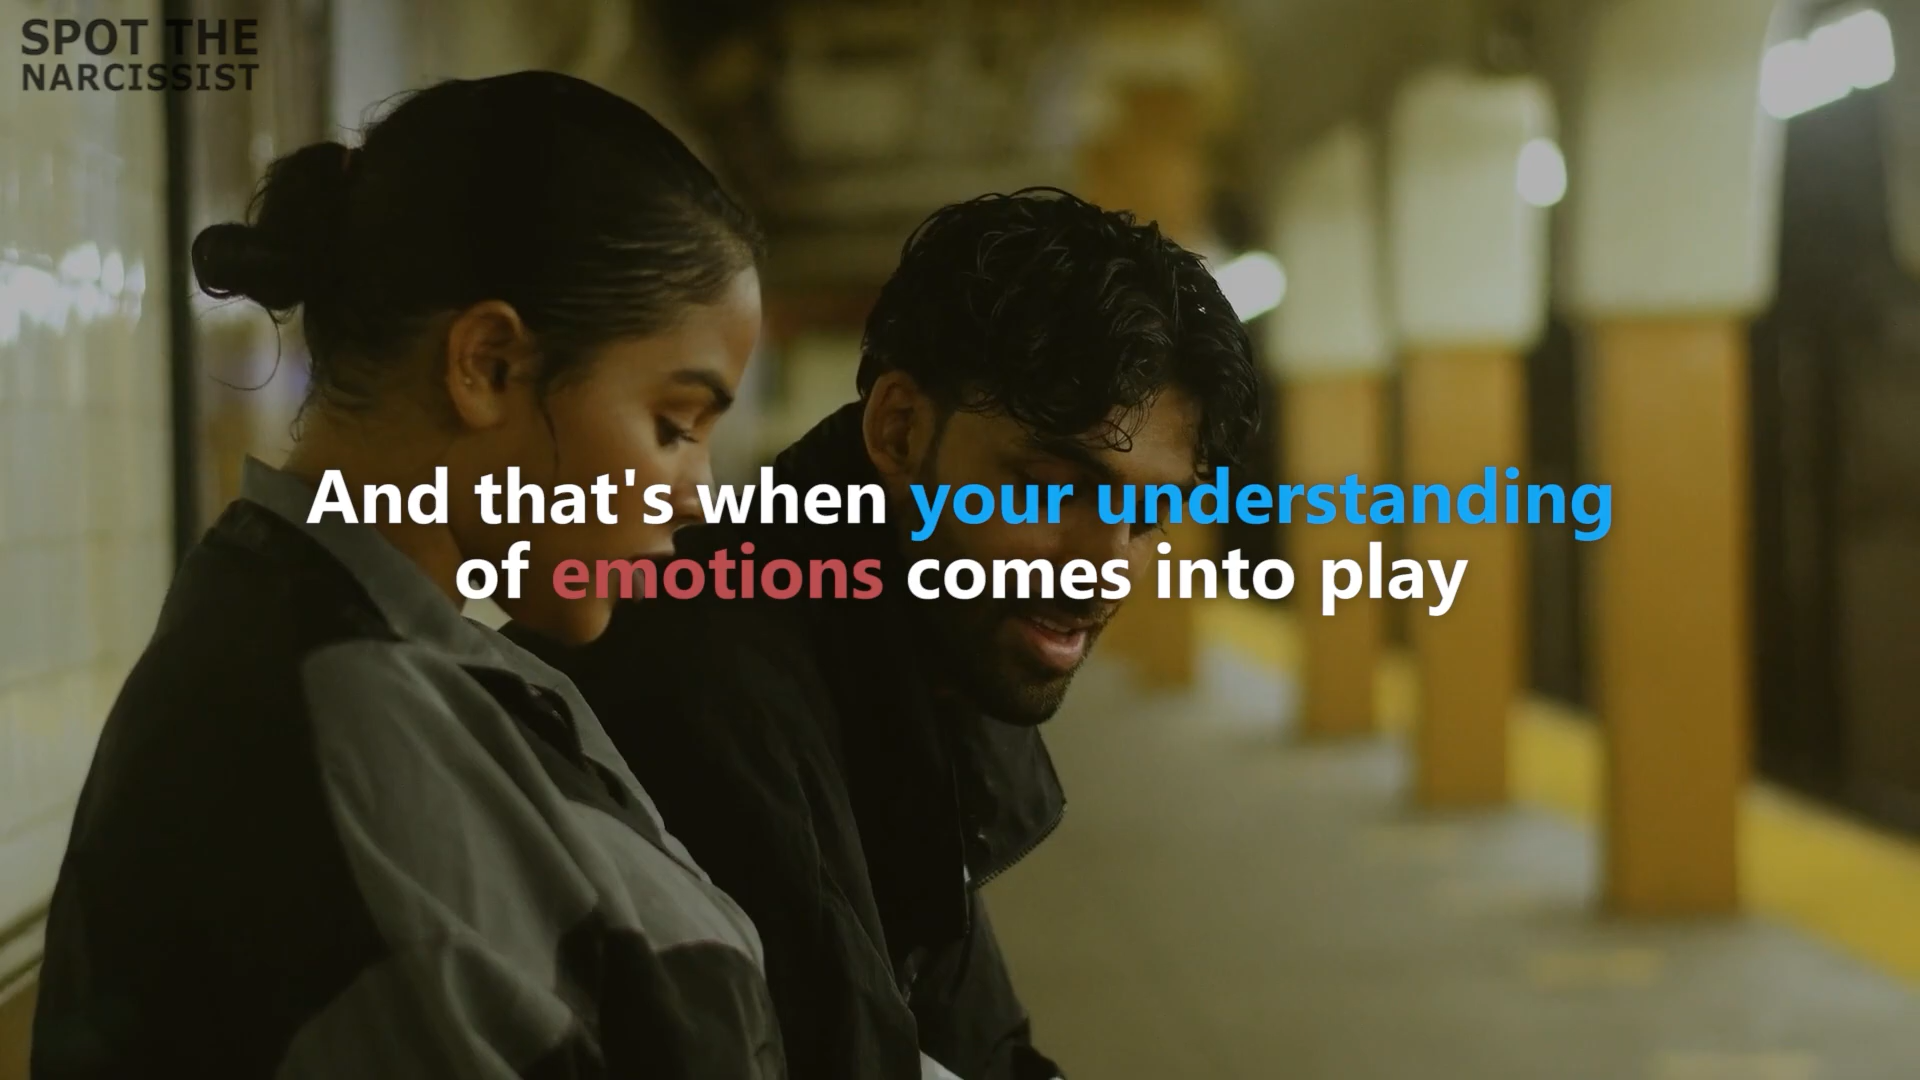 SPOT THE
NARCISSIST
And that's when your understanding
of emotions comes into play